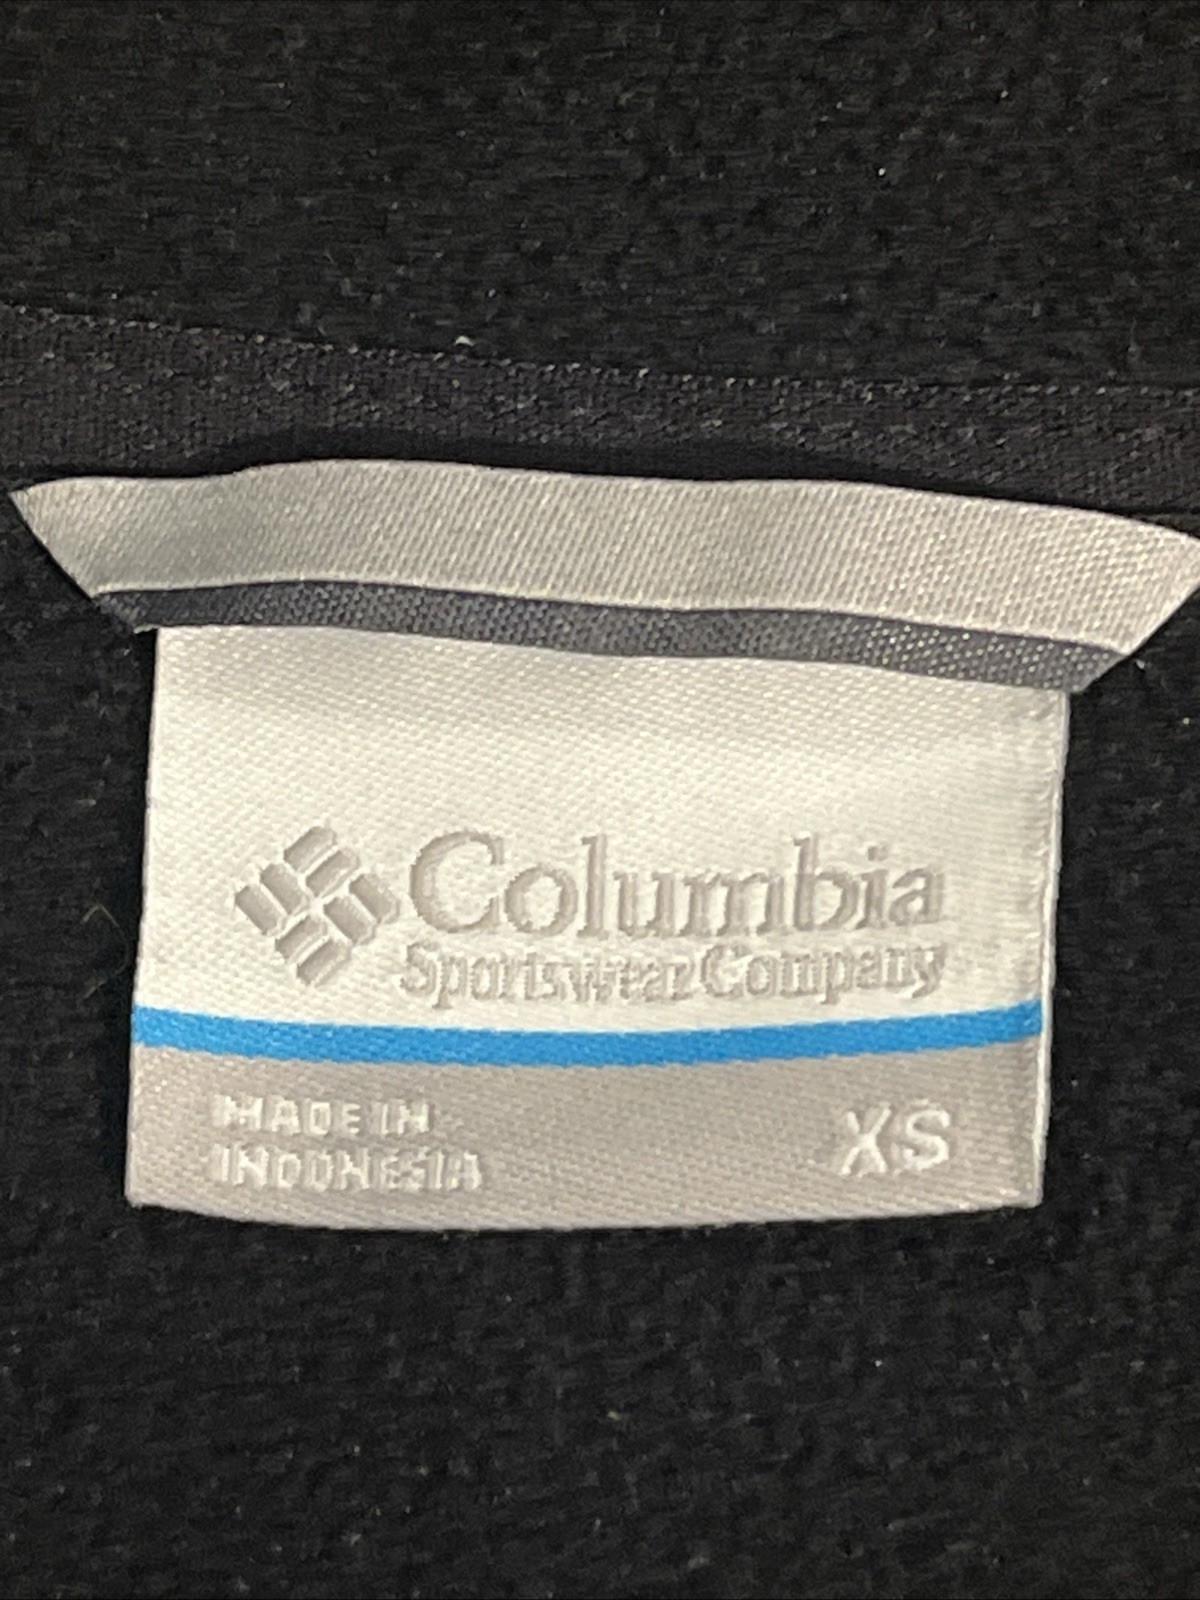 Columbia
Sportswear Company
MADE IN
INDONESIA
XS